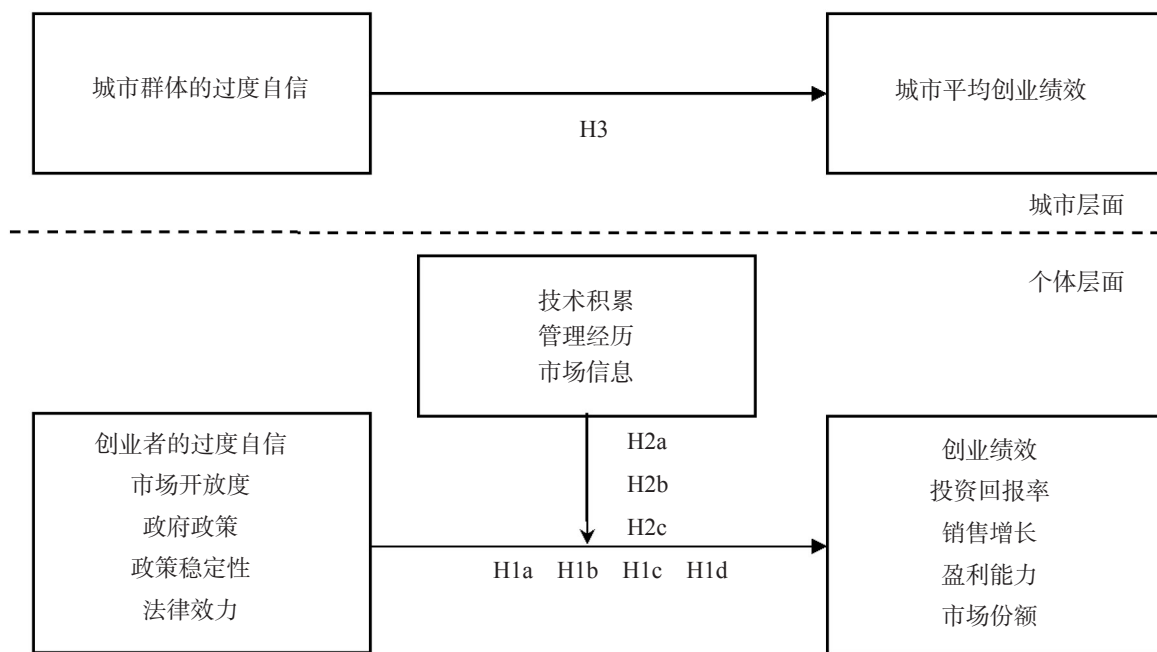 城市群体的过度自信
城市平均创业绩效
H3
城市层面
个体层面
技术积累
管理经历
市场信息
创业者的过度自信
市场开放度
政府政策
政策稳定性
法律效力
H2a
H2b
H2c
H1a H1b H1c H1d
创业绩效
投资回报率
销售增长
盈利能力
市场份额